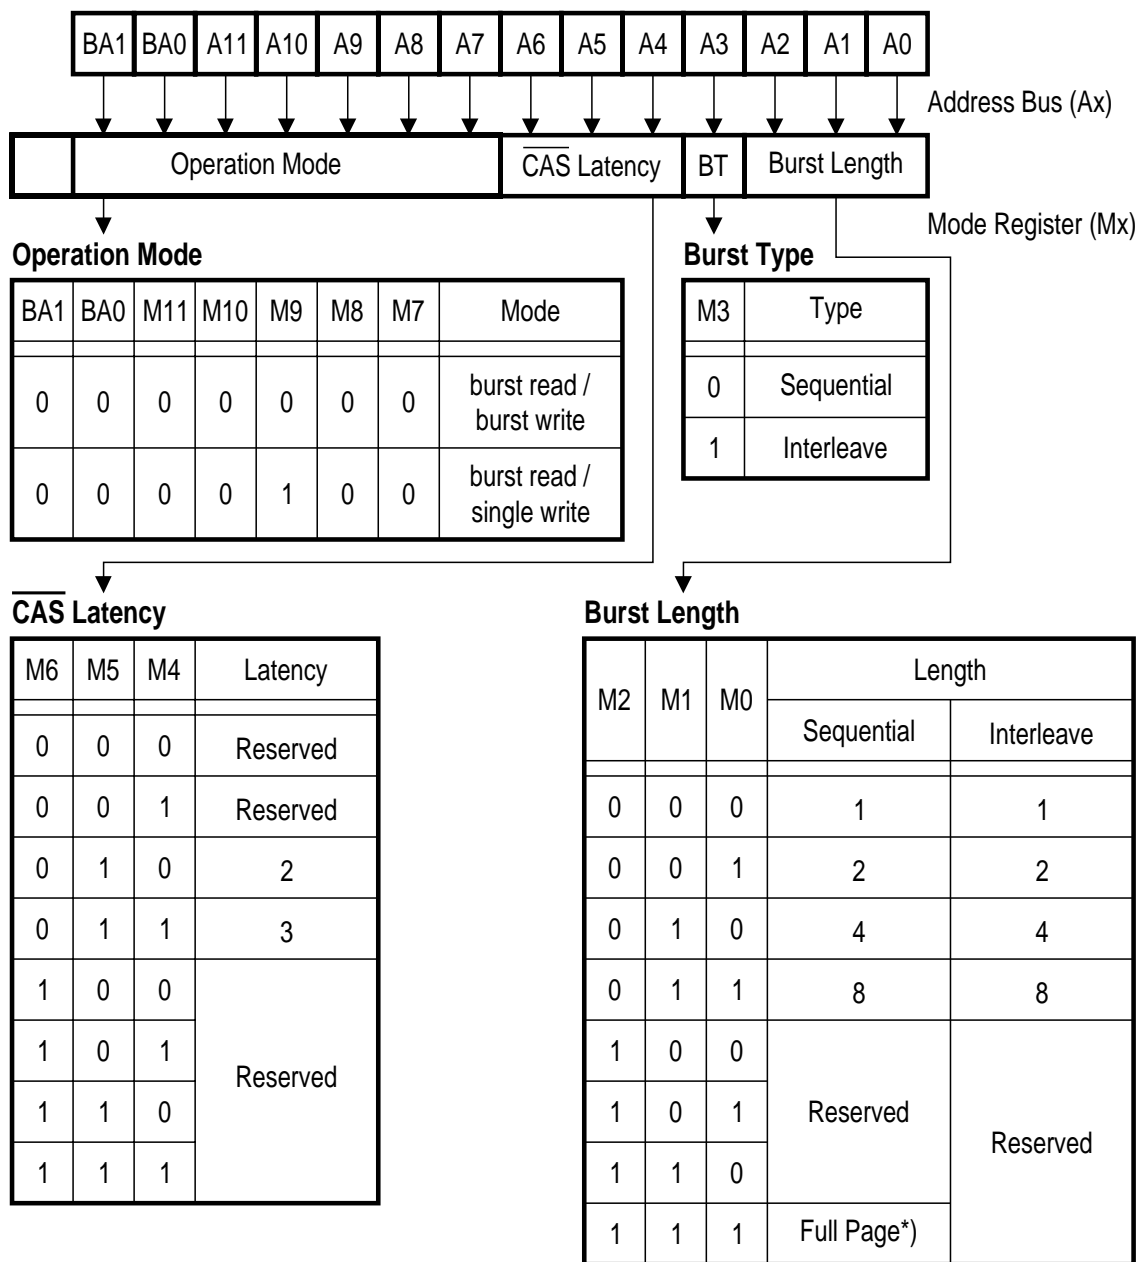 BA1 BA0 A11 A10 A9 A8 A7 A6 A5 A4 A3 A2 A1 A0
Address Bus (Ax)
Operation Mode CAS Latency BT Burst Length
Mode Register (Mx)
Operation Mode
BA1 BA0 M11 M10 M9 M8 M7 Mode
0 0 0 0 0 0 0 burst read /
burst write
0 0 0 0 1 0 0 burst read /
single write
Burst Type
M3 Type
0 Sequential
1 Interleave
CAS Latency
M6 M5 M4 Latency
0 0 0 Reserved
0 0 1 Reserved
0 1 0 2
0 1 1 3
1 0 0
1 0 1
Reserved
1 1 0
1 1 1
Burst Length
M2 M1 M0 Length
Sequential Interleave
0 0 0 1 1
0 0 1 2 2
0 1 0 4 4
0 1 1 8 8
1 0 0
1 0 1 Reserved
Reserved
1 1 0
1 1 1 Full Page*)